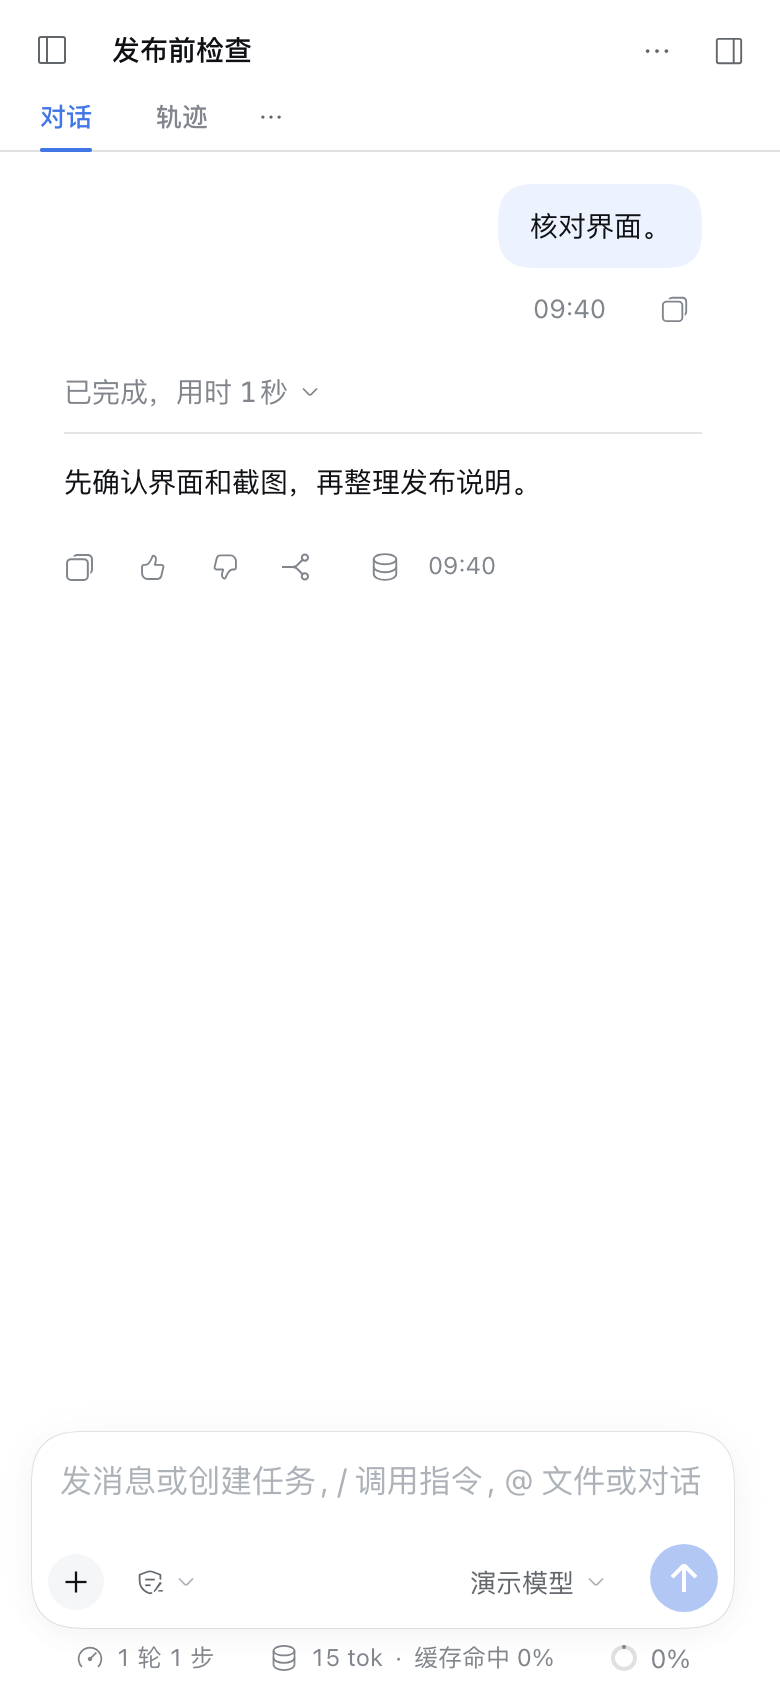 发布前检查
对话 轨迹
核对界面。
09:40
已完成，用时 1 秒
先确认界面和截图，再整理发布说明。
09:40
发消息或创建任务, / 调用指令, @ 文件或对话
演示模型
1 轮 1 步 15 tok · 缓存命中 0% 0%